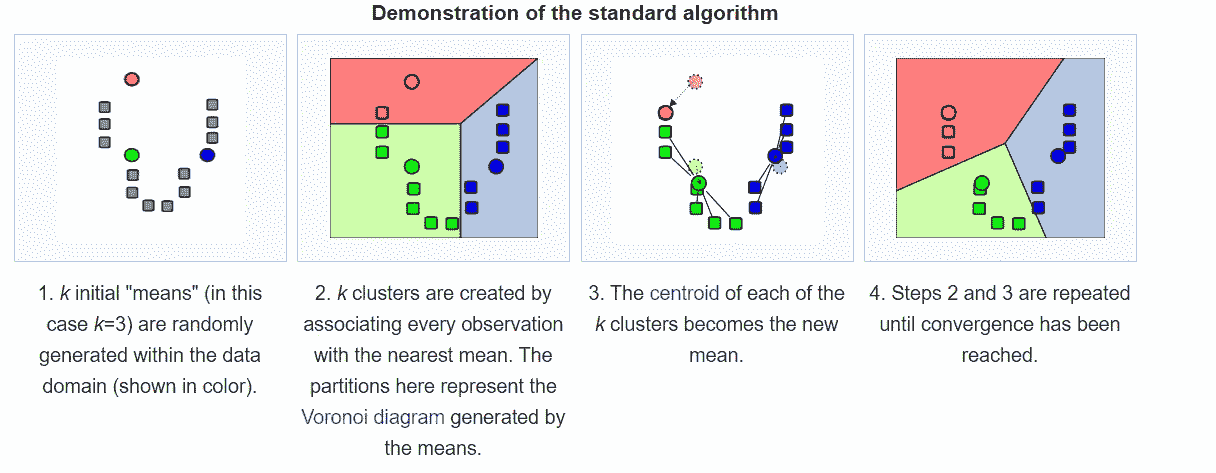 Demonstration of the standard algorithm
1. k initial "means" (in this
case k=3) are randomly
generated within the data
domain (shown in color).
2. k clusters are created by
associating every observation
with the nearest mean. The
partitions here represent the
Voronoi diagram generated by
the means.
3. The centroid of each of the
k clusters becomes the new
mean.
4. Steps 2 and 3 are repeated
until convergence has been
reached.